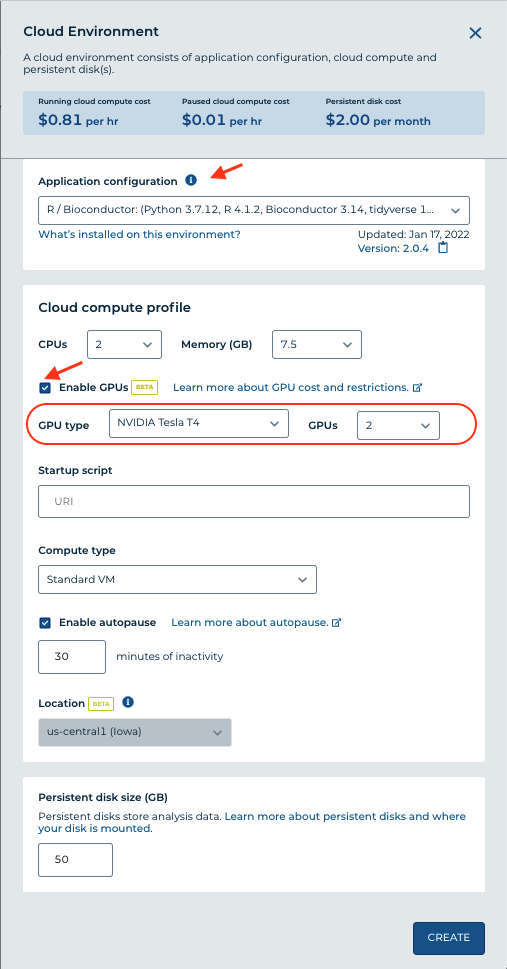 Cloud Environment
A cloud environment consists of application configuration, cloud compute and
persistent disk(s).
Running cloud compute cost
$0.81 per hr
Paused cloud compute cost
$0.01 per hr
Persistent disk cost
$2.00 per month
Application configuration
R / Bioconductor: (Python 3.7.12, R 4.1.2, Bioconductor 3.14, tidyverse 1...
What's installed on this environment?
Updated: Jan 17, 2022
Version: 2.0.4
Cloud compute profile
CPUs 2 Memory (GB) 7.5
Enable GPUs BETA Learn more about GPU cost and restrictions.
GPU type NVIDIA Tesla T4 GPUs 2
Startup script
URI
Compute type
Standard VM
Enable autopause Learn more about autopause.
30 minutes of inactivity
Location BETA
us-central1 (Iowa)
Persistent disk size (GB)
Persistent disks store analysis data. Learn more about persistent disks and where
your disk is mounted.
50
CREATE